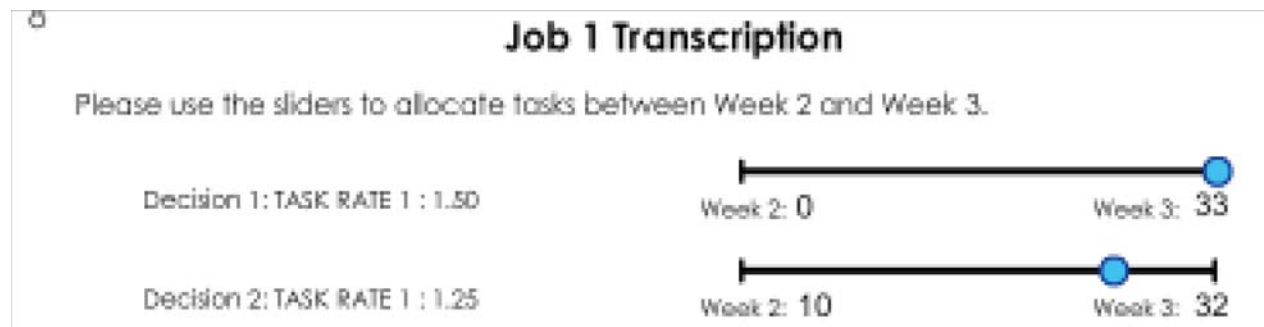 Job 1 Transcription
Please use the sliders to allocate tasks between Week 2 and Week 3.
Decision 1: TASK RATE 1 : 1.50
Week 2: 0 Week 3: 33
Decision 2: TASK RATE 1 : 1.25
Week 2: 10 Week 3: 32